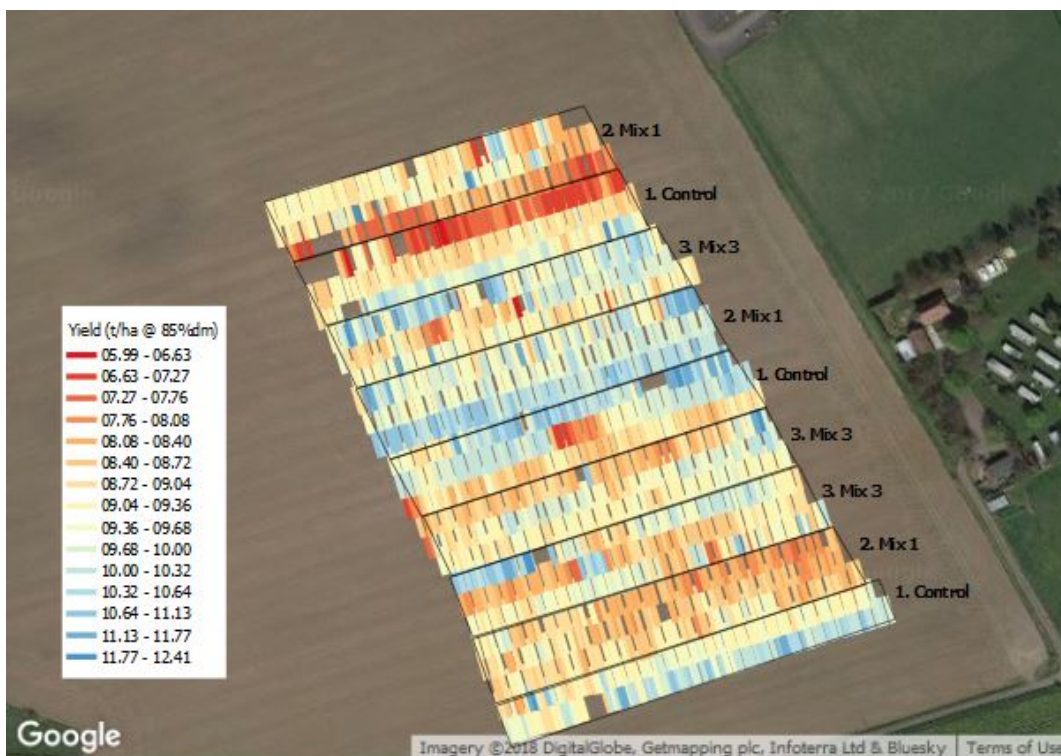 2. Mix 1
1. Control
3. Mix 3
2. Mix 1
1. Control
3. Mix 3
3. Mix 3
2. Mix 1
1. Control
Yield (t/ha @ 85%dm)
05.99 - 06.63
06.63 - 07.27
07.27 - 07.76
07.76 - 08.08
08.08 - 08.40
08.40 - 08.72
08.72 - 09.04
09.04 - 09.36
09.36 - 09.68
09.68 - 10.00
10.00 - 10.32
10.32 - 10.64
10.64 - 11.13
11.13 - 11.77
11.77 - 12.41
Google
Imagery ©2018 DigitalGlobe, Getmapping plc, Infoterra Ltd & Bluesky
Terms of Us